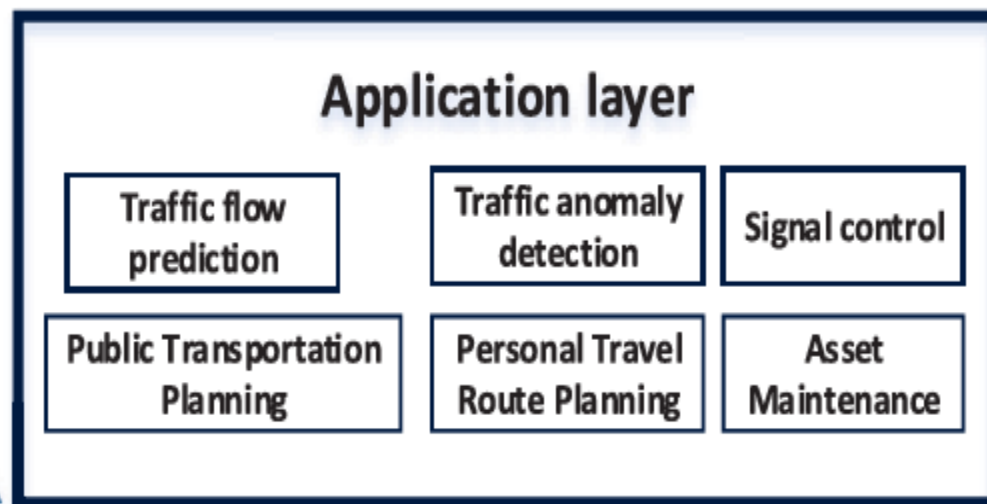 Application layer
Traffic flow
prediction
Traffic anomaly
detection
Signal control
Public Transportation
Planning
Personal Travel
Route Planning
Asset
Maintenance